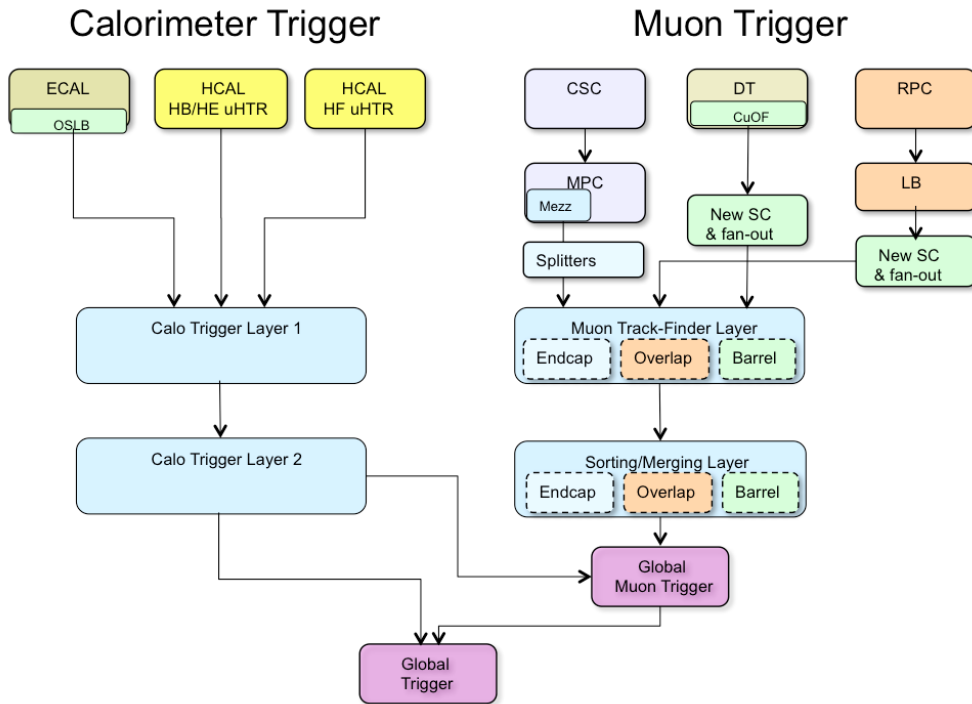 Calorimeter Trigger
Muon Trigger
ECAL
OSLB
HCAL
HB/HE uHTR
HCAL
HF uHTR
CSC
DT
CuOF
RPC
MPC
Mezz
LB
New SC
& fan-out
Splitters
New SC
& fan-out
Calo Trigger Layer 1
Muon Track-Finder Layer
Endcap
Overlap
Barrel
Calo Trigger Layer 2
Sorting/Merging Layer
Endcap
Overlap
Barrel
Global
Muon Trigger
Global
Trigger